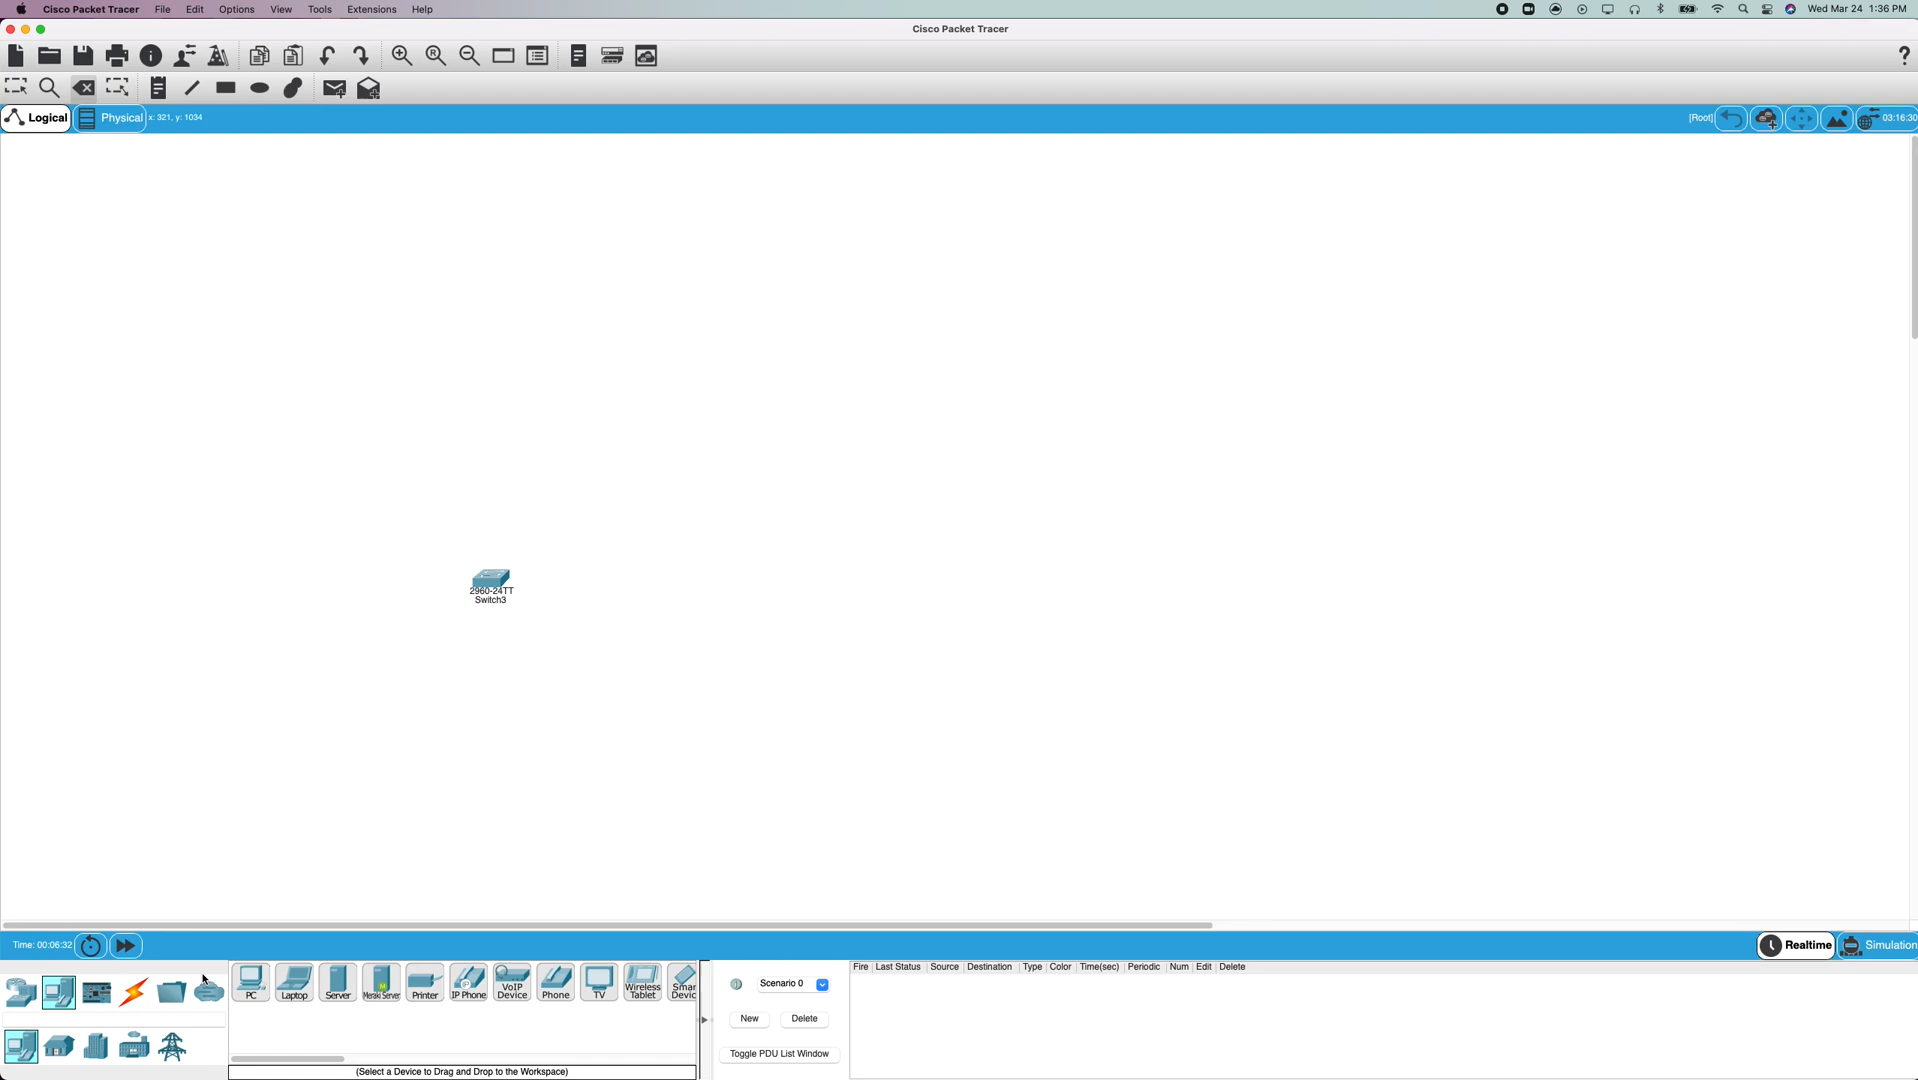 Cisco Packet Tracer File Edit Options View Tools Extensions Help Wed Mar 24 1:36 PM
Cisco Packet Tracer
Logical Physical x: 321, y: 1034 [Root] 03:16:30
2960-24TT
Switch3
Time: 00:06:32 Realtime Simulation
PC Laptop Server Meraki Server Printer IP Phone VoIP Device Phone TV Wireless Tablet Smar Devic
(Select a Device to Drag and Drop to the Workspace)
Scenario 0
New Delete
Toggle PDU List Window
Fire Last Status Source Destination Type Color Time(sec) Periodic Num Edit Delete